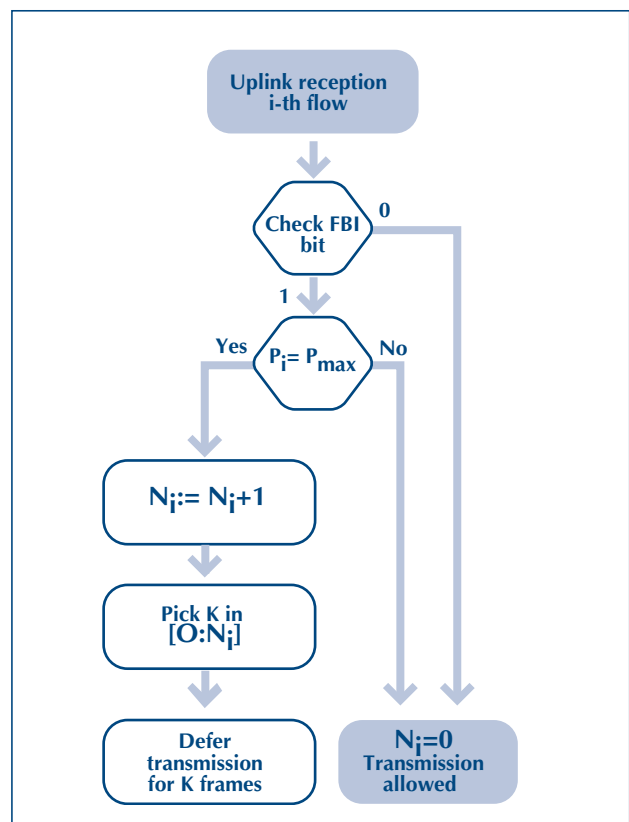 Uplink reception
i-th flow
Check FBI
bit
0
1
Yes
Pi= Pmax
No
Ni:= Ni+1
Pick K in
[O:Ni]
Defer
transmission
for K frames
Ni=0
Transmission
allowed